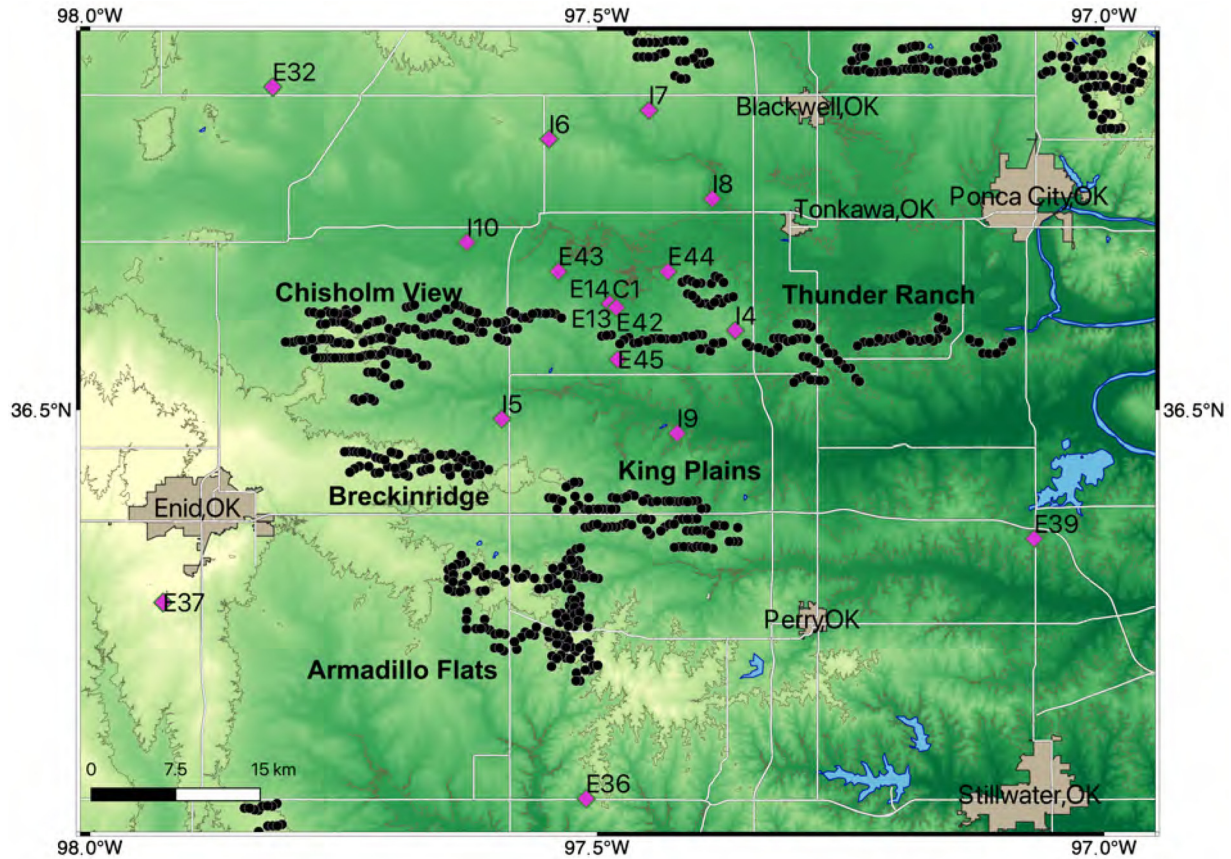 98.0°W
97.5°W
97.0°W
E32
I7
Blackwell,OK
I6
Ponca City,OK
I8
Tonkawa,OK
I10
E43
E44
Chisholm View
E14
C1
Thunder Ranch
E13
E42
I4
E45
36.5°N
36.5°N
I5
I9
King Plains
Breckinridge
Enid,OK
E39
E37
Perry,OK
Armadillo Flats
0
7.5
15 km
E36
Stillwater,OK
98.0°W
97.5°W
97.0°W